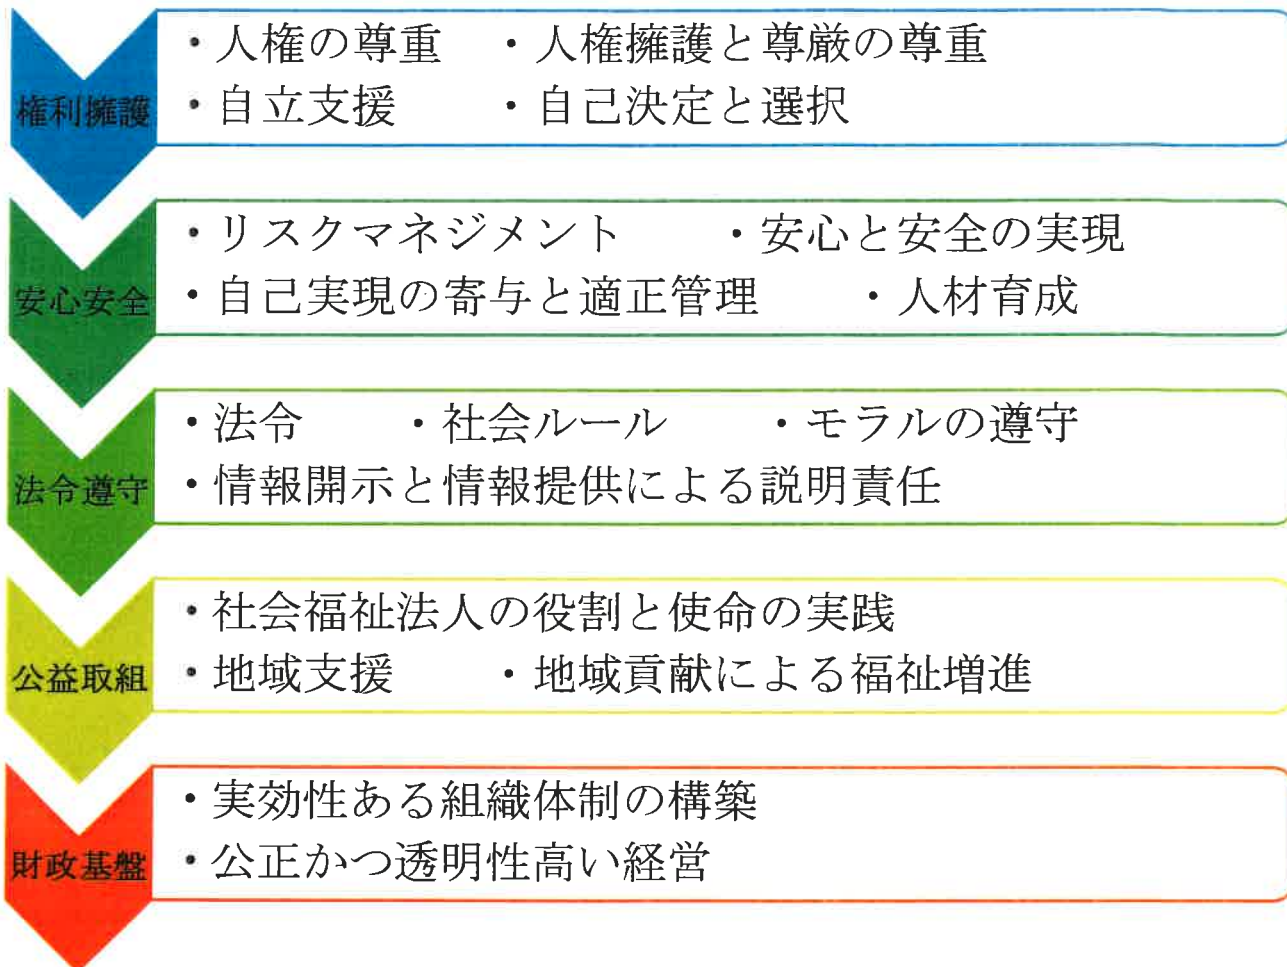 権利擁護
・人権の尊重　・人権擁護と尊厳の尊重
・自立支援　・自己決定と選択
安心安全
・リスクマネジメント　・安心と安全の実現
・自己実現の寄与と適正管理　・人材育成
法令遵守
・法令　・社会ルール　・モラルの遵守
・情報開示と情報提供による説明責任
公益取組
・社会福祉法人の役割と使命の実践
・地域支援　・地域貢献による福祉増進
財政基盤
・実効性ある組織体制の構築
・公正かつ透明性高い経営